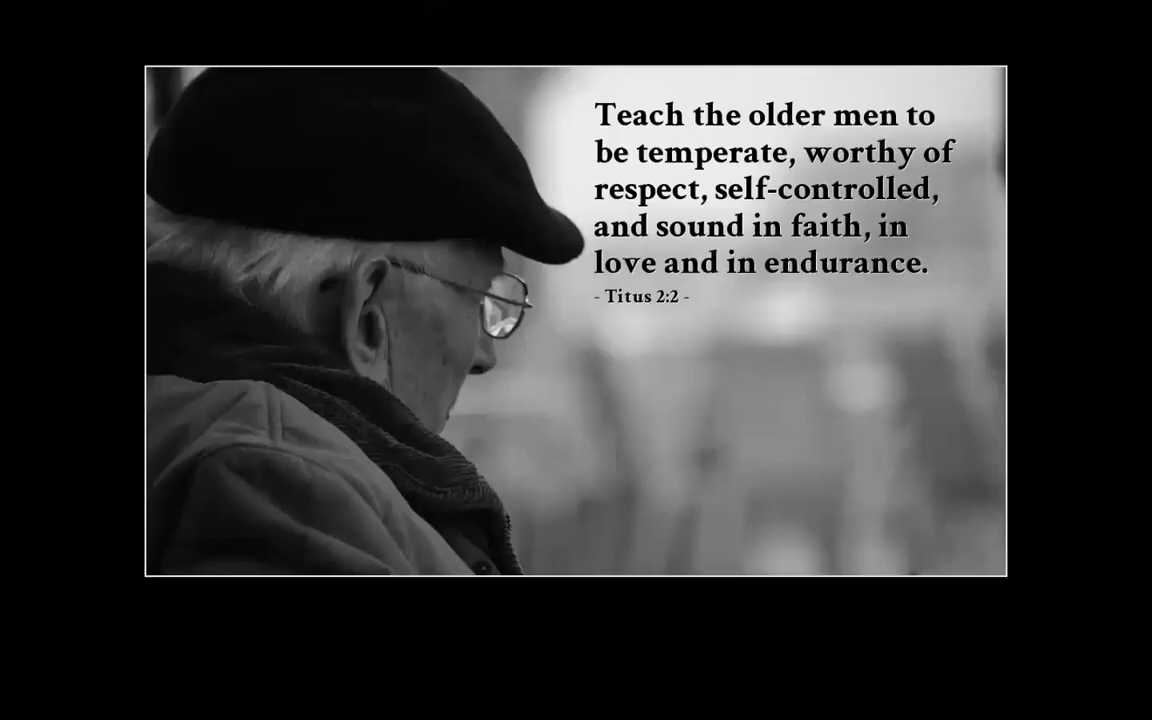 Teach the older men to
be temperate, worthy of
respect, self-controlled,
and sound in faith, in
love and in endurance.
- Titus 2:2 -